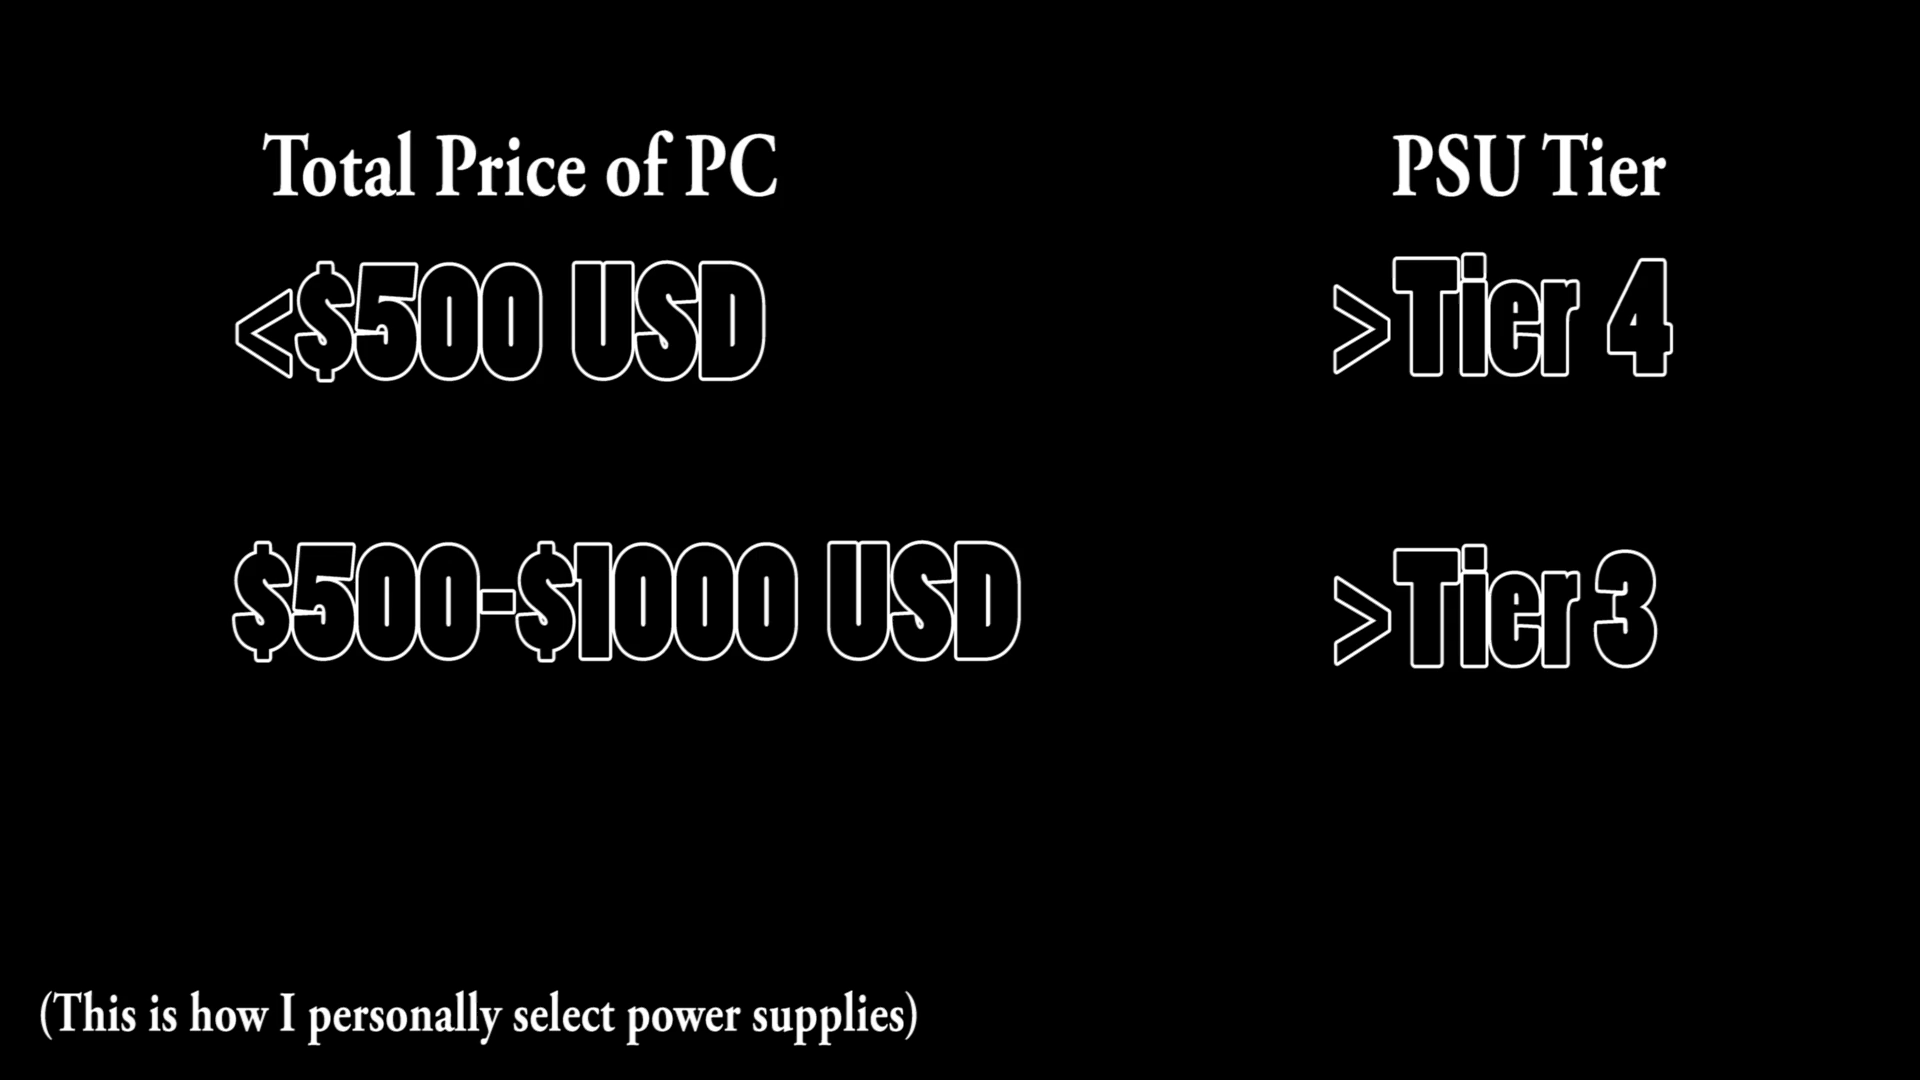 Total Price of PC
PSU Tier
<$500 USD
>Tier 4
$500-$1000 USD
>Tier 3
(This is how I personally select power supplies)